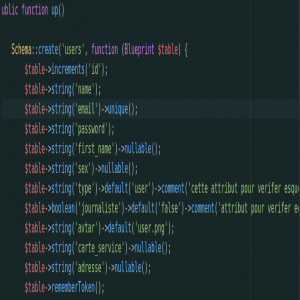 ublic function up()
Schema::create('users', function (Blueprint $table) {
$table->increments('id');
$table->string('name');
$table->string('email')->unique();
$table->string('password');
$table->string('first_name')->nullable();
$table->string('sex')->nullable();
$table->string('type')->default('user')->comment('cette attribut pour verifer esqu
$table->boolean('journaliste')->default('false')->comment('attribut pour verifer e
$table->string('avtar')->default('user.png');
$table->string('carte_service')->nullable();
$table->string('adresse')->nullable();
$table->rememberToken();